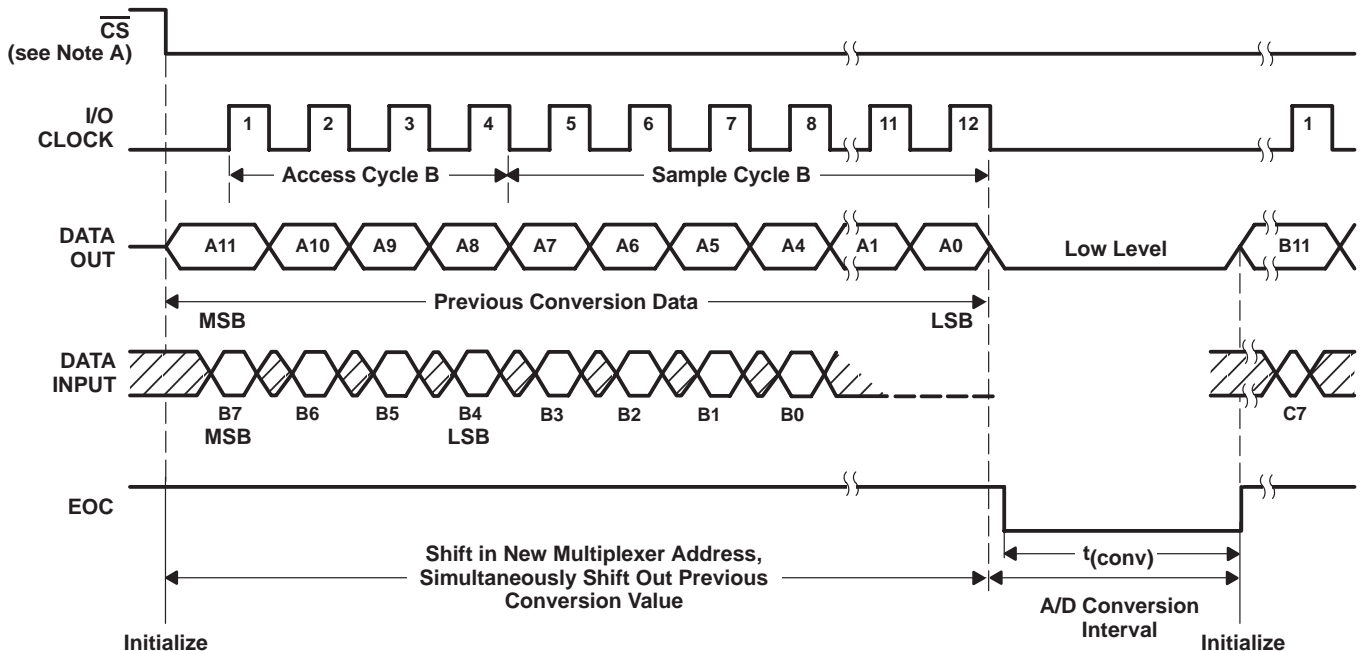 CS
(see Note A)
I/O
CLOCK
1 2 3 4 5 6 7 8 11 12 1
Access Cycle B
Sample Cycle B
DATA
OUT
A11 A10 A9 A8 A7 A6 A5 A4 A1 A0 Low Level B11
Previous Conversion Data
MSB LSB
DATA
INPUT
B7 B6 B5 B4 B3 B2 B1 B0 C7
MSB LSB
EOC
Shift in New Multiplexer Address,
Simultaneously Shift Out Previous
Conversion Value
t(conv)
A/D Conversion
Interval
Initialize Initialize